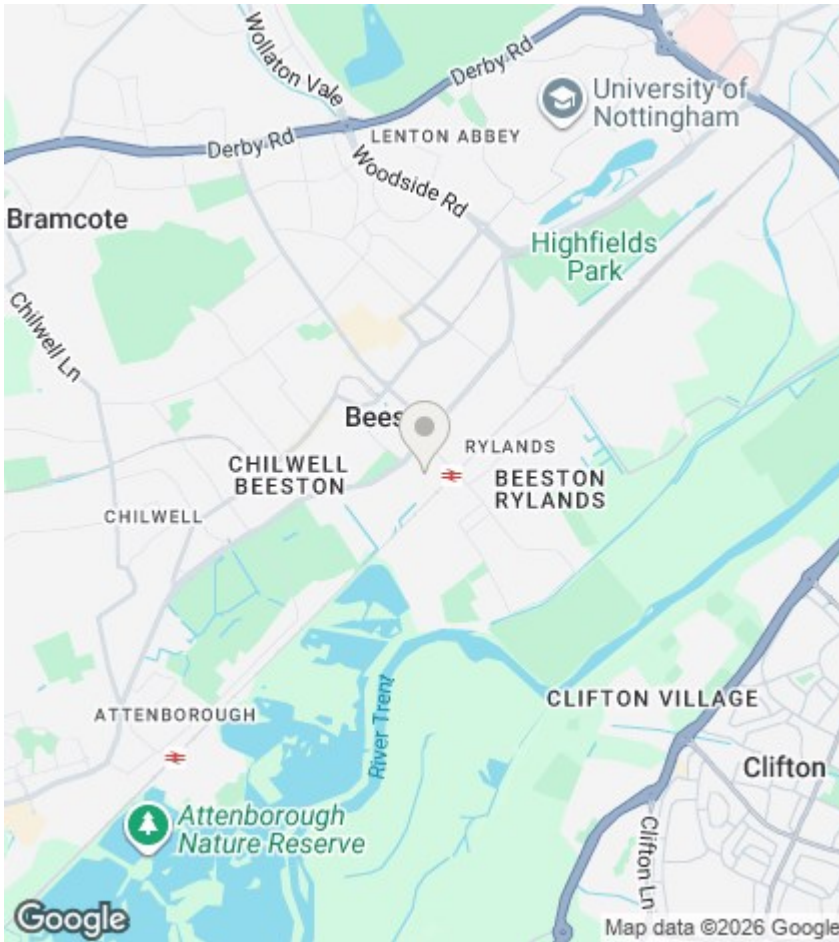 Wollaton Vale
Derby Rd
University of
Nottingham
LENTON ABBEY
Derby Rd
Woodside Rd
Bramcote
Highfields
Park
Chilwell Ln
Bees
RYLANDS
CHILWELL
BEESTON
BEESTON
RYLANDS
CHILWELL
River Trent
CLIFTON VILLAGE
ATTENBOROUGH
Clifton
Attenborough
Nature Reserve
Clifton Ln
Google
Map data ©2026 Google